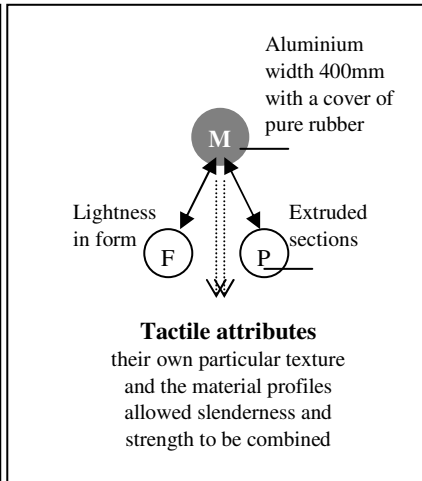 Aluminium
width 400mm
with a cover of
pure rubber
M
Lightness
in form
Extruded
sections
F
P
Tactile attributes
their own particular texture
and the material profiles
allowed slenderness and
strength to be combined